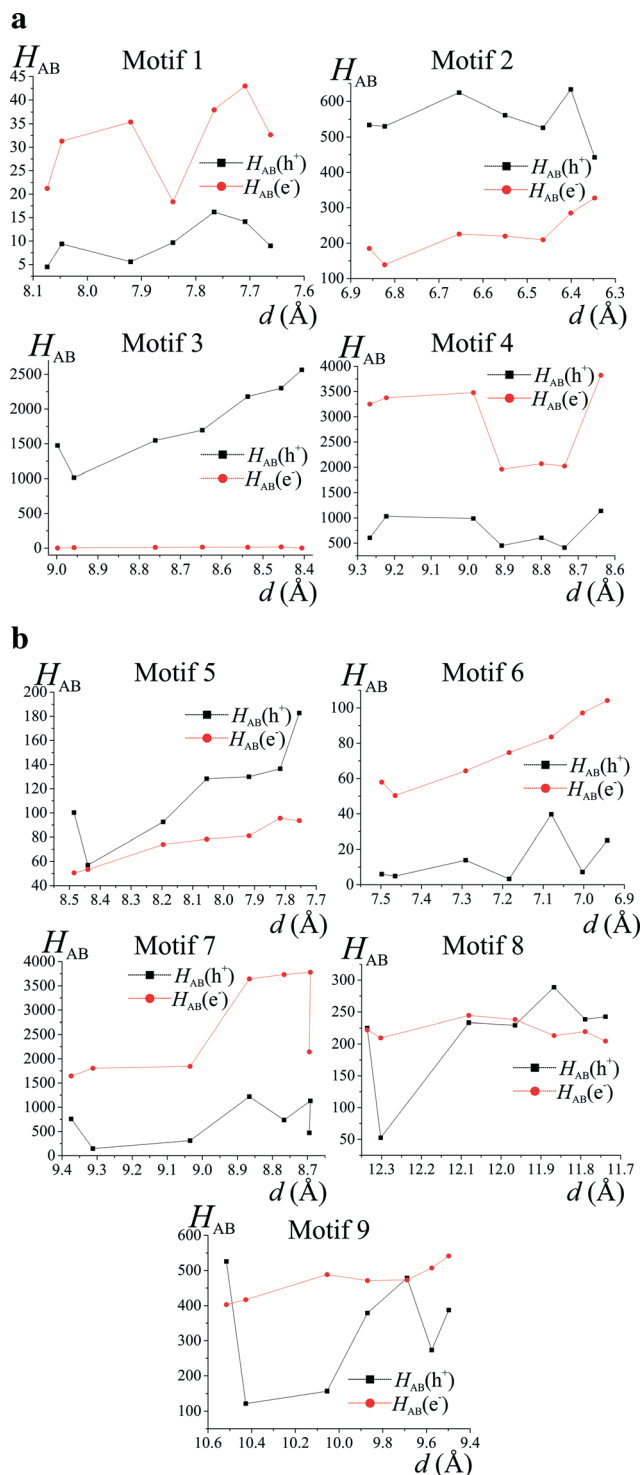 a
H_AB Motif 1
45
40
35
30
25
20
15
10
5
H_AB(h⁺)
H_AB(e⁻)
8.1 8.0 7.9 7.8 7.7 7.6
d (Å)
H_AB Motif 2
600
500
400
300
200
100
H_AB(h⁺)
H_AB(e⁻)
6.9 6.8 6.7 6.6 6.5 6.4 6.3
d (Å)
H_AB Motif 3
2500
2000
1500
1000
500
0
H_AB(h⁺)
H_AB(e⁻)
9.0 8.9 8.8 8.7 8.6 8.5 8.4
d (Å)
H_AB Motif 4
4000
3500
3000
2500
2000
1500
1000
500
H_AB(h⁺)
H_AB(e⁻)
9.3 9.2 9.1 9.0 8.9 8.8 8.7 8.6
d (Å)
b
H_AB Motif 5
200
180
160
140
120
100
80
60
40
H_AB(h⁺)
H_AB(e⁻)
8.5 8.4 8.3 8.2 8.1 8.0 7.9 7.8 7.7
d (Å)
H_AB Motif 6
100
80
60
40
20
0
H_AB(h⁺)
H_AB(e⁻)
7.5 7.4 7.3 7.2 7.1 7.0 6.9
d (Å)
H_AB Motif 7
4000
3500
3000
2500
2000
1500
1000
500
0
H_AB(h⁺)
H_AB(e⁻)
9.4 9.3 9.2 9.1 9.0 8.9 8.8 8.7
d (Å)
H_AB Motif 8
300
250
200
150
100
50
H_AB(h⁺)
H_AB(e⁻)
12.3 12.2 12.1 12.0 11.9 11.8 11.7
d (Å)
H_AB Motif 9
600
500
400
300
200
100
H_AB(h⁺)
H_AB(e⁻)
10.6 10.4 10.2 10.0 9.8 9.6 9.4
d (Å)